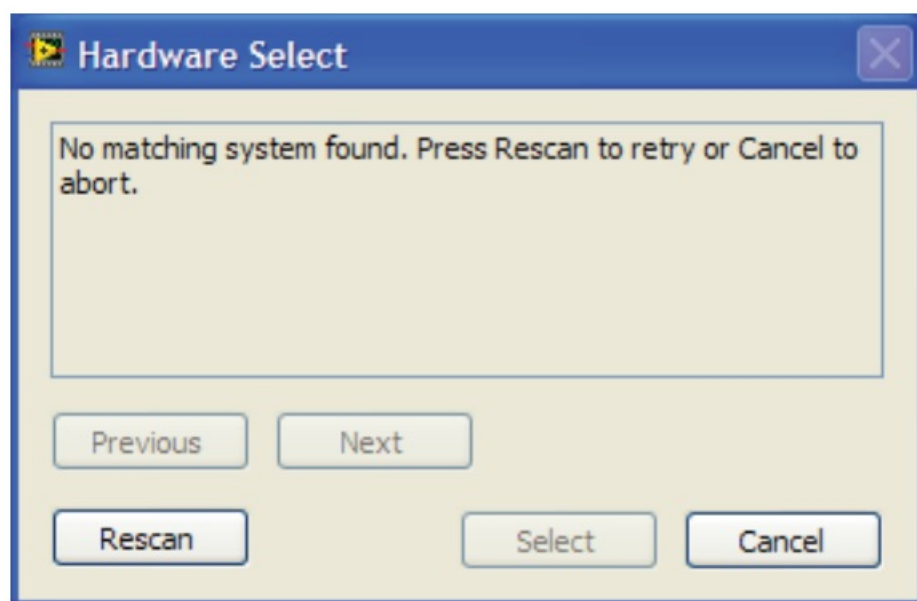 Hardware Select
No matching system found. Press Rescan to retry or Cancel to
abort.
Previous
Next
Rescan
Select
Cancel